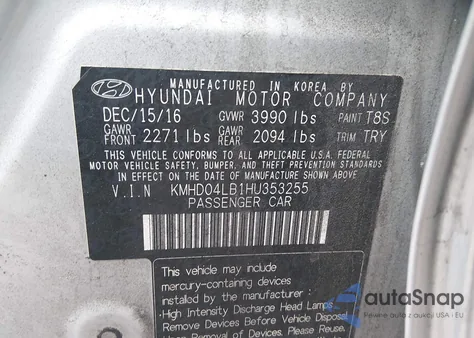 MANUFACTURED IN KOREA BY
HYUNDAI MOTOR COMPANY
DEC/15/16 GVWR 3990 lbs PAINT T8S
GAWR FRONT 2271 lbs GAWR REAR 2094 lbs TRIM TRY
THIS VEHICLE CONFORMS TO ALL APPLICABLE U.S.A. FEDERAL
MOTOR VEHICLE SAFETY, BUMPER, AND THEFT PREVENTION
STANDARDS IN EFFECT ON THE DATE OF MANUFACTURE SHOWN ABOVE.
V.I.N KMHD04LB1HU353255
PASSENGER CAR
This vehicle may include
mercury-containing devices
installed by the manufacturer:
·High Intensity Discharge Head Lamps
Remove Devices Before Vehicle Disposal
autoSnap